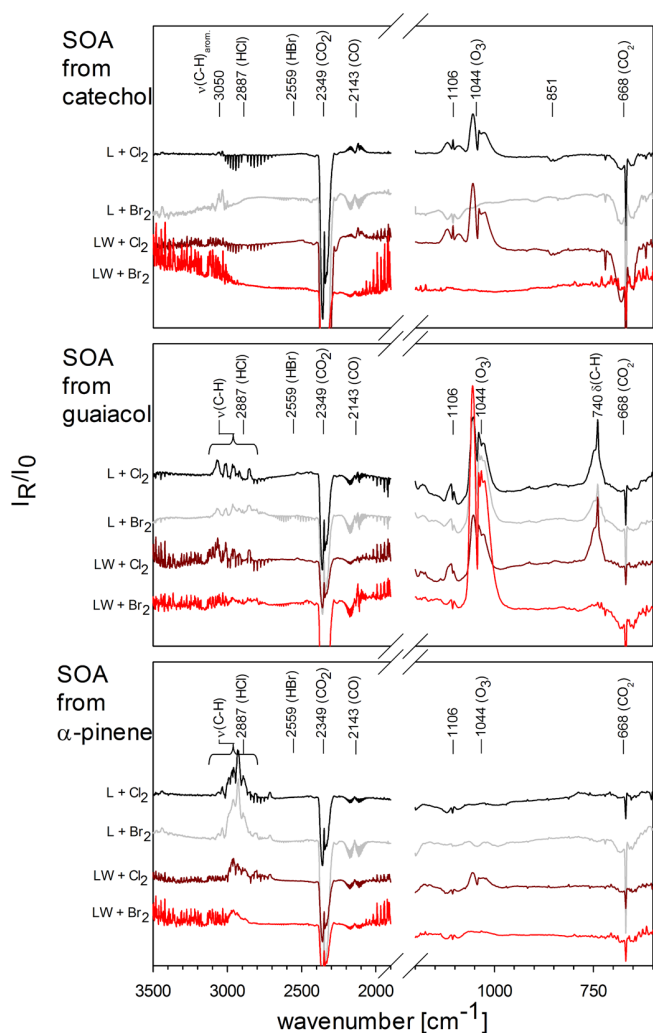 SOA
from
catechol
ν(C-H)arom.
3050
2887 (HCl)
2559 (HBr)
2349 (CO2)
2143 (CO)
1106
1044 (O3)
851
668 (CO2)
L + Cl2
L + Br2
LW + Cl2
LW + Br2
SOA
from
guaiacol
ν(C-H)
2887 (HCl)
2559 (HBr)
2349 (CO2)
2143 (CO)
1106
1044 (O3)
740 δ(C-H)
668 (CO2)
L + Cl2
L + Br2
LW + Cl2
LW + Br2
IR/I0
SOA
from
α-pinene
ν(C-H)
2887 (HCl)
2559 (HBr)
2349 (CO2)
2143 (CO)
1106
1044 (O3)
668 (CO2)
L + Cl2
L + Br2
LW + Cl2
LW + Br2
3500 3000 2500 2000 1000 750
wavenumber [cm-1]